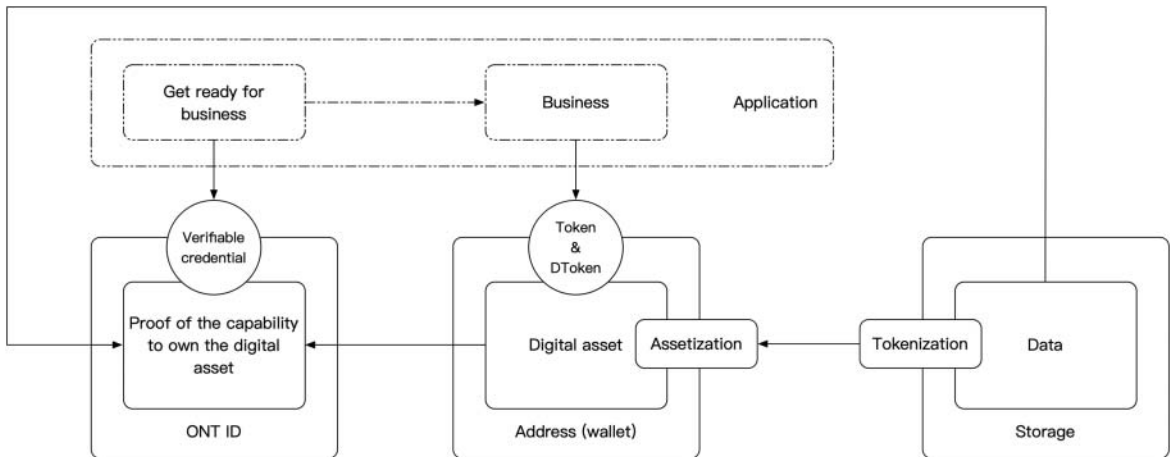 Get ready for
business
Business
Application
Verifiable
credential
Token
&
DToken
Proof of the capability
to own the digital
asset
Digital asset
Assetization
Tokenization
Data
ONT ID
Address (wallet)
Storage